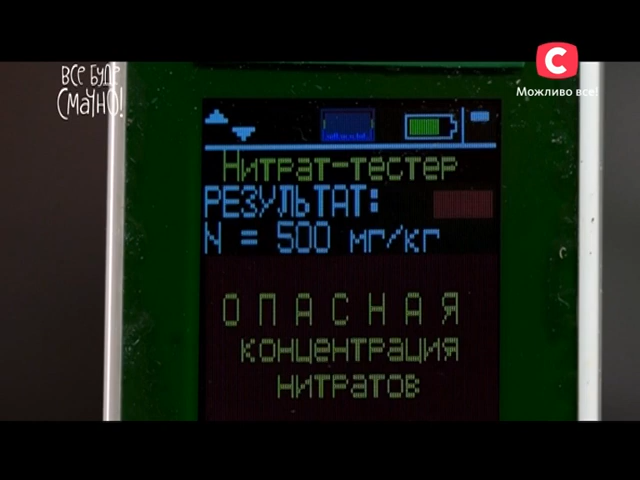 ВСЕ БУДЕ
СМАЧНО!
С
Можливо все!
Нитрат-тестер
РЕЗУЛЬТАТ:
N = 500 мг/кг
ОПАСНАЯ
концентрация
нитратов